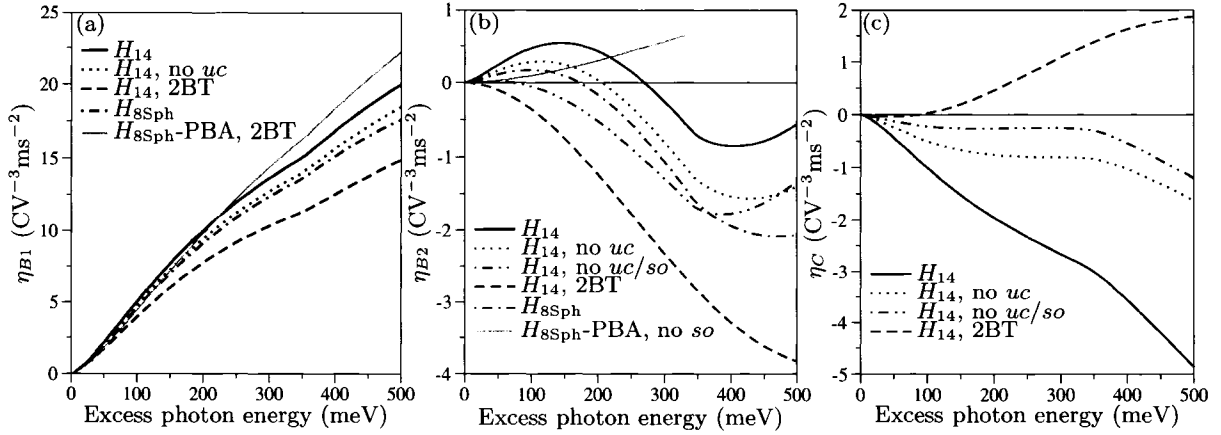 (a)
25
20
15
10
5
0
η_B1 (CV⁻³ms⁻²)
H₁₄
H₁₄, no uc
H₁₄, 2BT
H₈Sph
H₈Sph-PBA, 2BT
0 100 200 300 400 500
Excess photon energy (meV)
(b)
1
0
-1
-2
-3
-4
η_B2 (CV⁻³ms⁻²)
H₁₄
H₁₄, no uc
H₁₄, no uc/so
H₁₄, 2BT
H₈Sph
H₈Sph-PBA, no so
0 100 200 300 400 500
Excess photon energy (meV)
(c)
2
1
0
-1
-2
-3
-4
-5
η_C (CV⁻³ms⁻²)
H₁₄
H₁₄, no uc
H₁₄, no uc/so
H₁₄, 2BT
0 100 200 300 400 500
Excess photon energy (meV)